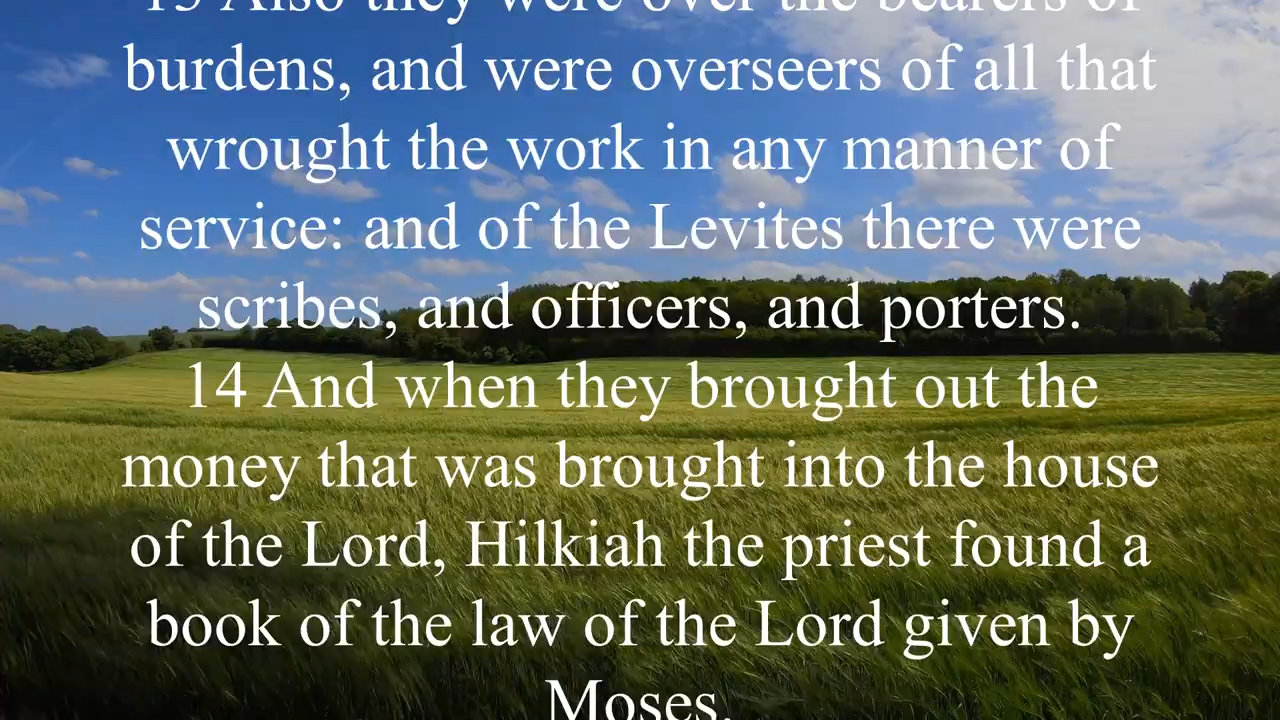 13 Also they were over the bearers of
burdens, and were overseers of all that
wrought the work in any manner of
service: and of the Levites there were
scribes, and officers, and porters.
14 And when they brought out the
money that was brought into the house
of the Lord, Hilkiah the priest found a
book of the law of the Lord given by
Moses.